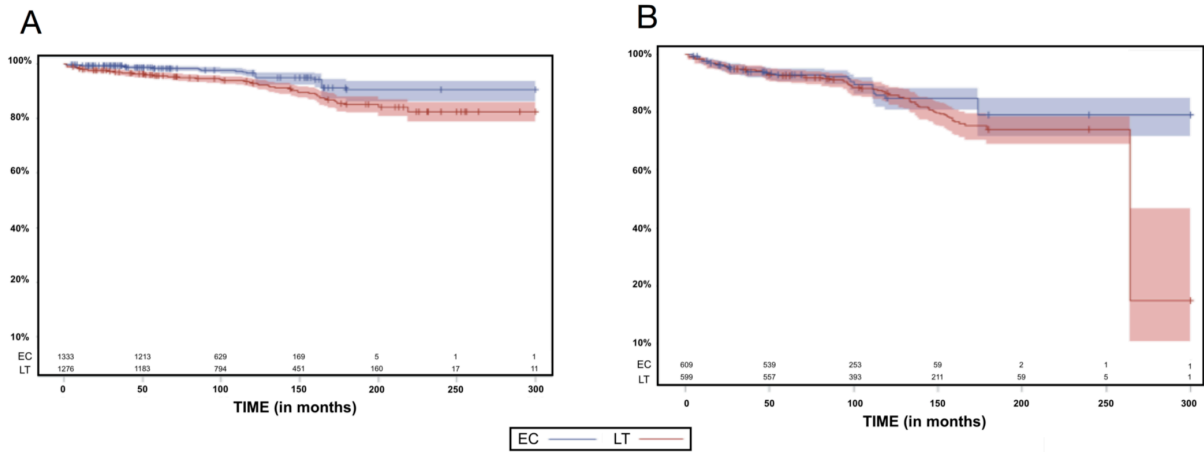 A
100%
80%
60%
40%
20%
10%
EC 1333 1213 629 169 5 1 1
LT 1276 1183 794 451 160 17 11
0 50 100 150 200 250 300
TIME (in months)
B
100%
80%
60%
40%
20%
10%
EC 609 539 253 59 2 1 1
LT 599 557 393 211 59 5 1
0 50 100 150 200 250 300
TIME (in months)
EC LT